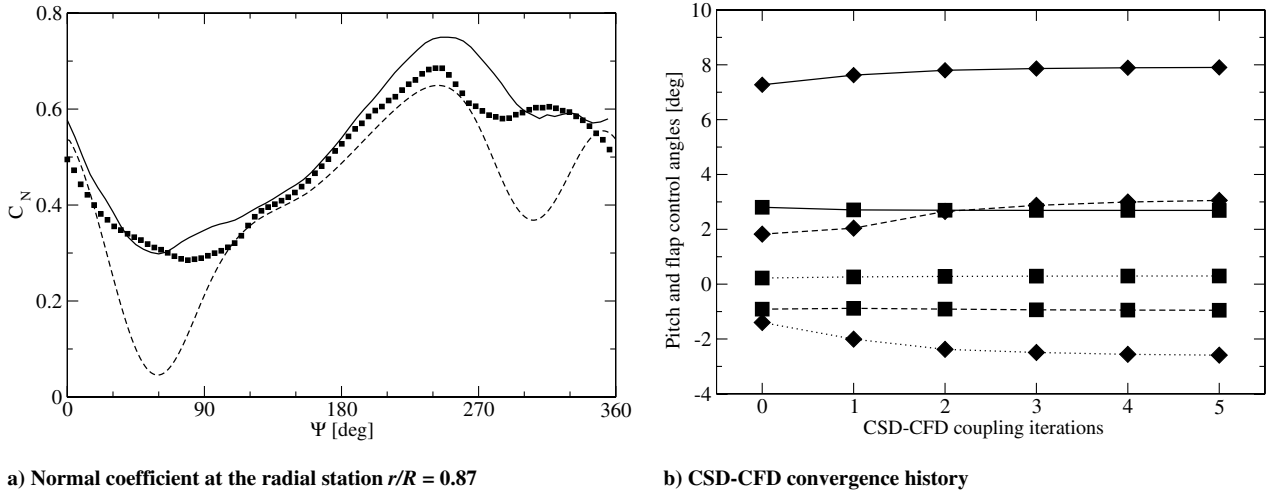 0.8
0.6
0.4
0.2
0
C_N
0 90 180 270 360
Ψ [deg]
a) Normal coefficient at the radial station r/R = 0.87
10
8
6
4
2
0
-2
-4
Pitch and flap control angles [deg]
0 1 2 3 4 5
CSD-CFD coupling iterations
b) CSD-CFD convergence history